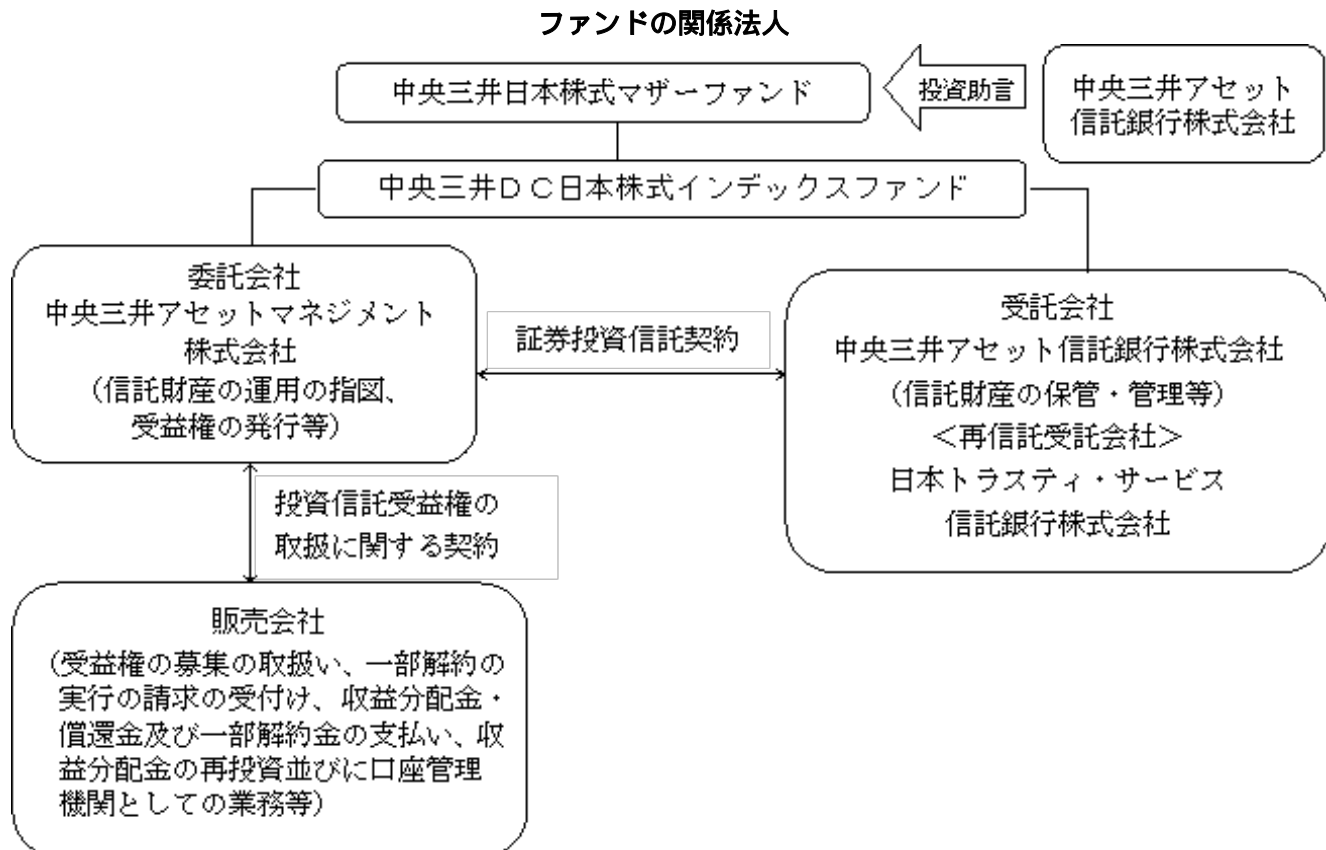 ファンドの関係法人
中央三井日本株式マザーファンド
投資助言
中央三井アセット
信託銀行株式会社
中央三井ＤＣ日本株式インデックスファンド
委託会社
中央三井アセットマネジメント
株式会社
（信託財産の運用の指図、
受益権の発行等）
証券投資信託契約
受託会社
中央三井アセット信託銀行株式会社
（信託財産の保管・管理等）
＜再信託受託会社＞
日本トラスティ・サービス
信託銀行株式会社
投資信託受益権の
取扱に関する契約
販売会社
（受益権の募集の取扱い、一部解約の
実行の請求の受付け、収益分配金・
償還金及び一部解約金の支払い、収
益分配金の再投資並びに口座管理
機関としての業務等）